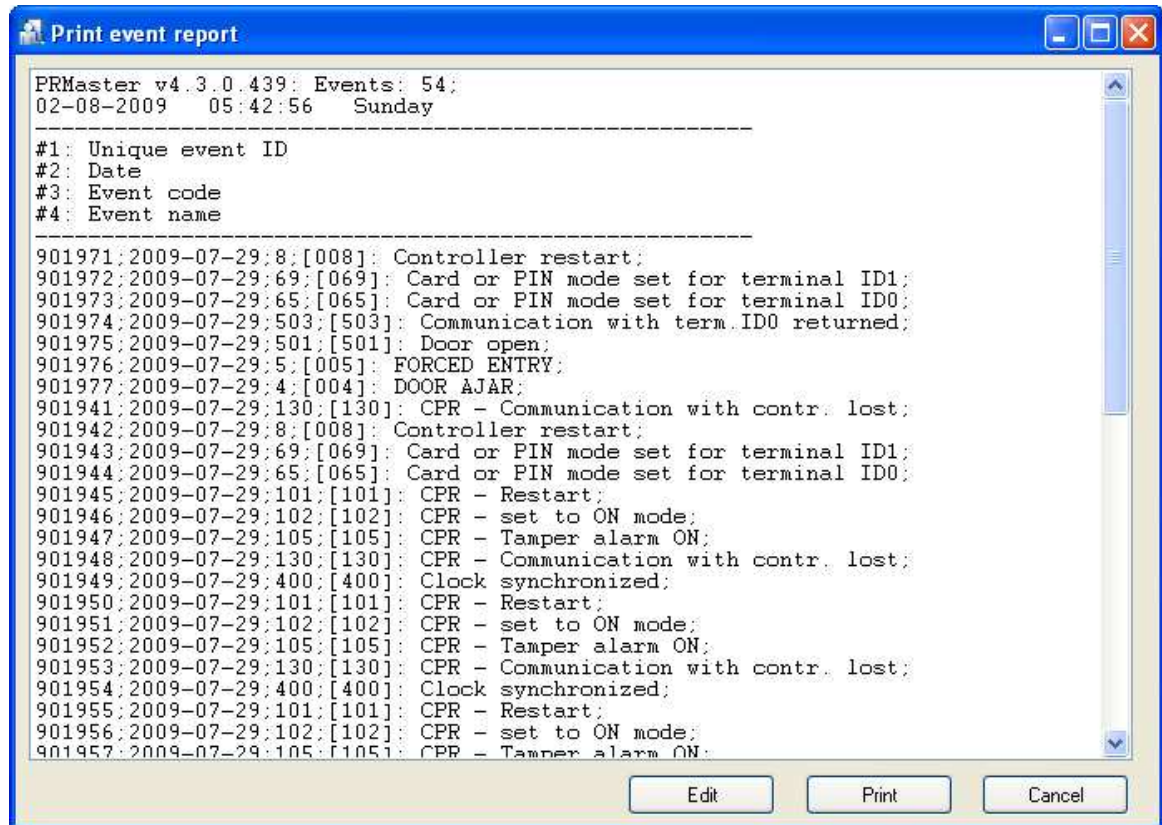 Print event report
PRMaster v4.3.0.439: Events: 54;
02-08-2009   05:42:56   Sunday
------------------------------------------------------
#1: Unique event ID
#2: Date
#3: Event code
#4: Event name
------------------------------------------------------
901971;2009-07-29;8;[008]: Controller restart;
901972;2009-07-29;69;[069]: Card or PIN mode set for terminal ID1;
901973;2009-07-29;65;[065]: Card or PIN mode set for terminal ID0;
901974;2009-07-29;503;[503]: Communication with term.ID0 returned;
901975;2009-07-29;501;[501]: Door open;
901976;2009-07-29;5;[005]: FORCED ENTRY;
901977;2009-07-29;4;[004]: DOOR AJAR;
901941;2009-07-29;130;[130]: CPR - Communication with contr. lost;
901942;2009-07-29;8;[008]: Controller restart;
901943;2009-07-29;69;[069]: Card or PIN mode set for terminal ID1;
901944;2009-07-29;65;[065]: Card or PIN mode set for terminal ID0;
901945;2009-07-29;101;[101]: CPR - Restart;
901946;2009-07-29;102;[102]: CPR - set to ON mode;
901947;2009-07-29;105;[105]: CPR - Tamper alarm ON;
901948;2009-07-29;130;[130]: CPR - Communication with contr. lost;
901949;2009-07-29;400;[400]: Clock synchronized;
901950;2009-07-29;101;[101]: CPR - Restart;
901951;2009-07-29;102;[102]: CPR - set to ON mode;
901952;2009-07-29;105;[105]: CPR - Tamper alarm ON;
901953;2009-07-29;130;[130]: CPR - Communication with contr. lost;
901954;2009-07-29;400;[400]: Clock synchronized;
901955;2009-07-29;101;[101]: CPR - Restart;
901956;2009-07-29;102;[102]: CPR - set to ON mode;
901957;2009-07-29;105;[105]: CPR - Tamper alarm ON;
Edit Print Cancel